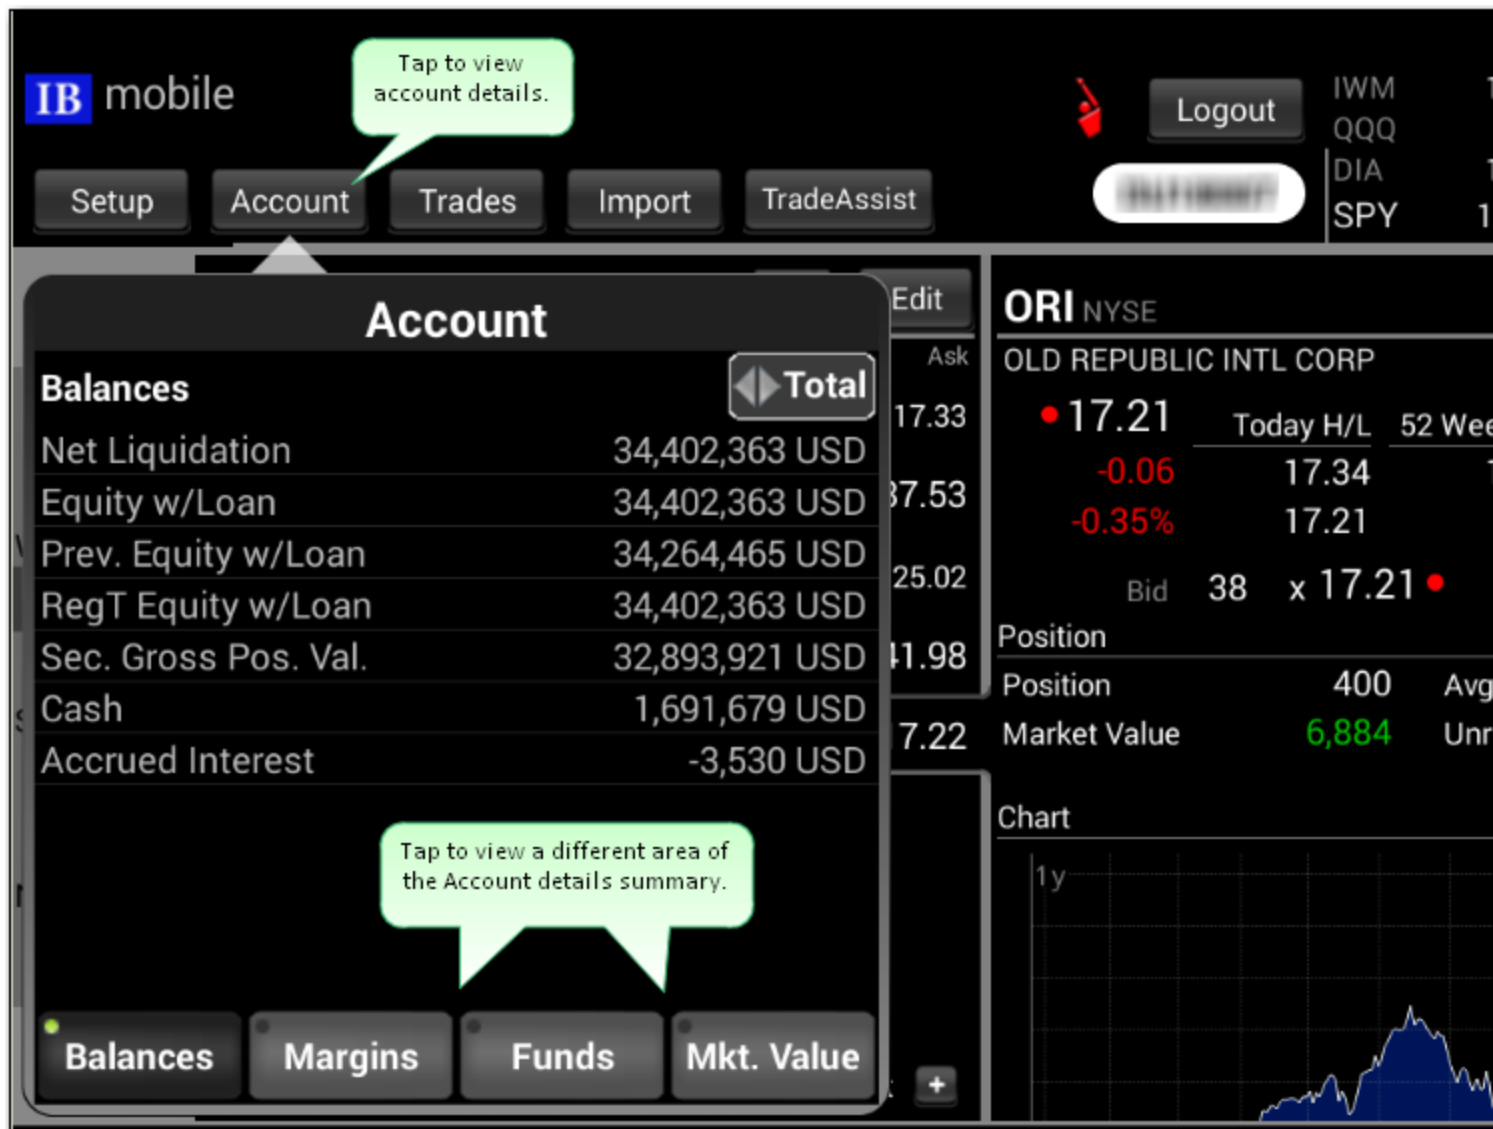 Tap to view
account details.
IB mobile
Logout
IWM
QQQ
DIA
SPY
Setup
Account
Trades
Import
TradeAssist
Account
Balances
Total
Net Liquidation 34,402,363 USD
Equity w/Loan 34,402,363 USD
Prev. Equity w/Loan 34,264,465 USD
RegT Equity w/Loan 34,402,363 USD
Sec. Gross Pos. Val. 32,893,921 USD
Cash 1,691,679 USD
Accrued Interest -3,530 USD
Tap to view a different area of
the Account details summary.
Balances
Margins
Funds
Mkt. Value
Edit
Ask
17.33
37.53
25.02
41.98
7.22
+
ORI NYSE
OLD REPUBLIC INTL CORP
17.21 Today H/L 52 Wee
-0.06 17.34
-0.35% 17.21
Bid 38 x 17.21
Position
Position 400 Avg
Market Value 6,884 Unr
Chart
1y